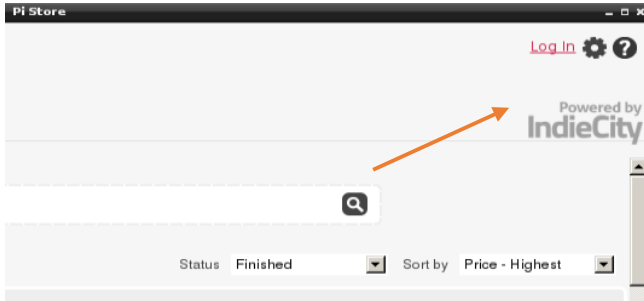 Pi Store
Log In
Powered by
IndieCity
Status Finished Sort by Price - Highest